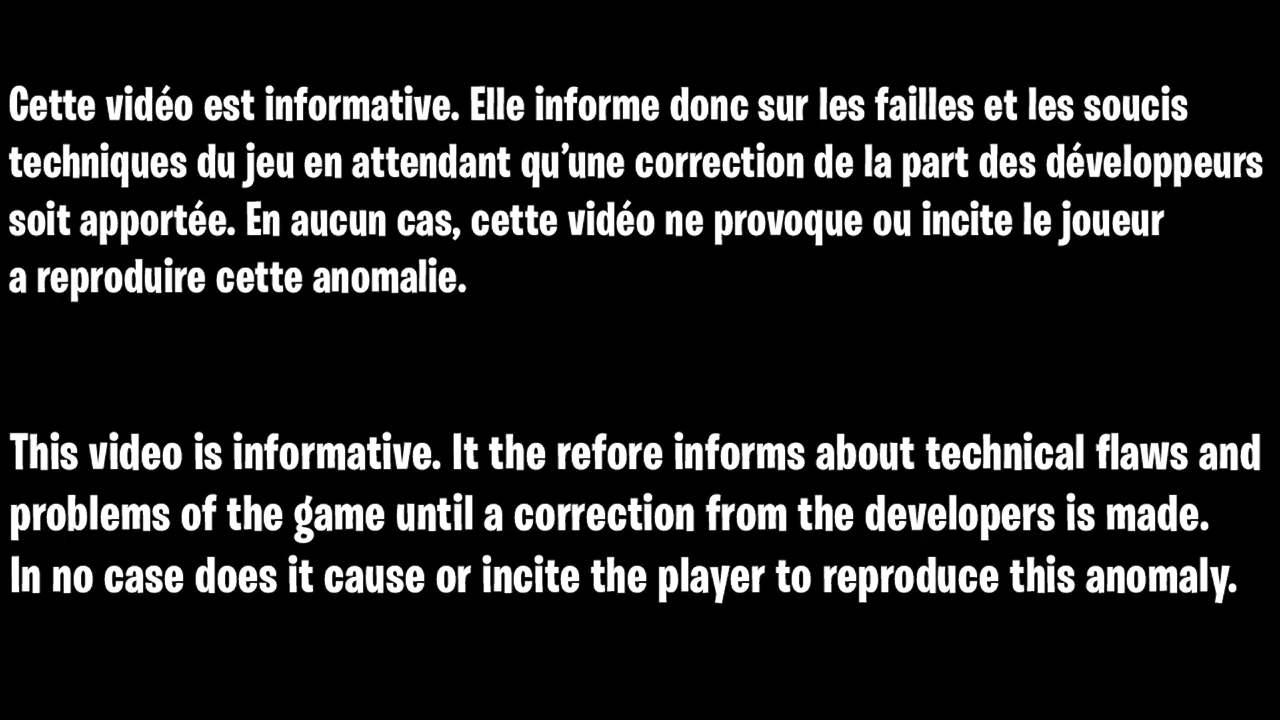 Cette vidéo est informative. Elle informe donc sur les failles et les soucis
techniques du jeu en attendant qu’une correction de la part des développeurs
soit apportée. En aucun cas, cette vidéo ne provoque ou incite le joueur
a reproduire cette anomalie.
This video is informative. It the refore informs about technical flaws and
problems of the game until a correction from the developers is made.
In no case does it cause or incite the player to reproduce this anomaly.